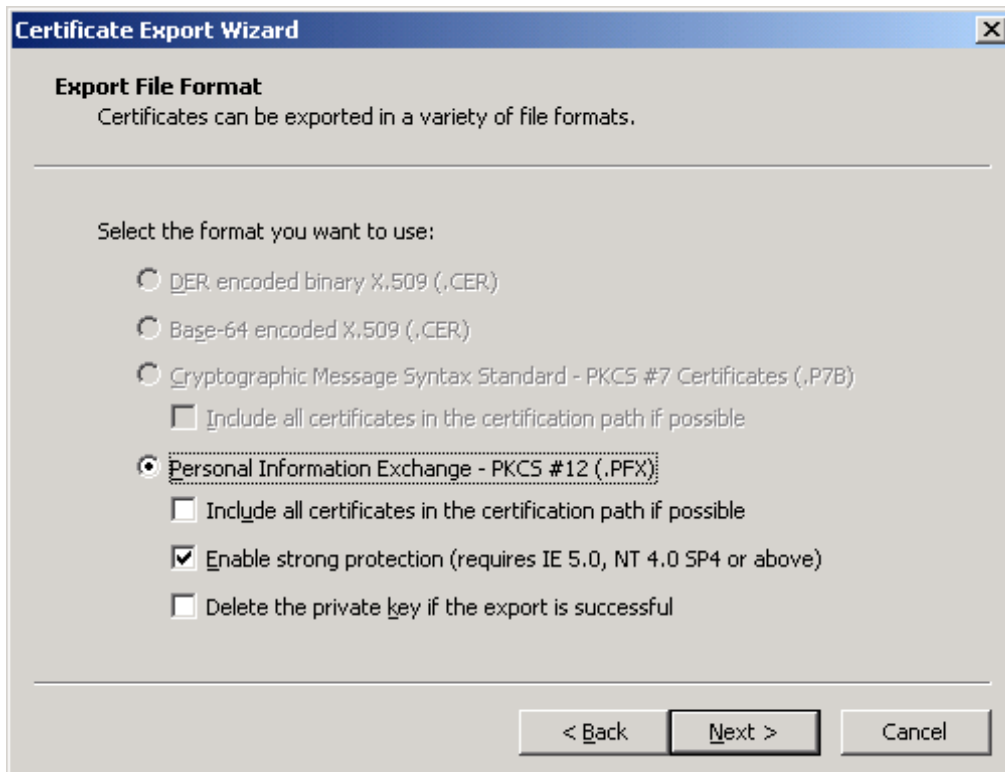 Certificate Export Wizard
Export File Format
Certificates can be exported in a variety of file formats.
Select the format you want to use:
DER encoded binary X.509 (.CER)
Base-64 encoded X.509 (.CER)
Cryptographic Message Syntax Standard - PKCS #7 Certificates (.P7B)
Include all certificates in the certification path if possible
Personal Information Exchange - PKCS #12 (.PFX)
Include all certificates in the certification path if possible
Enable strong protection (requires IE 5.0, NT 4.0 SP4 or above)
Delete the private key if the export is successful
< Back Next > Cancel